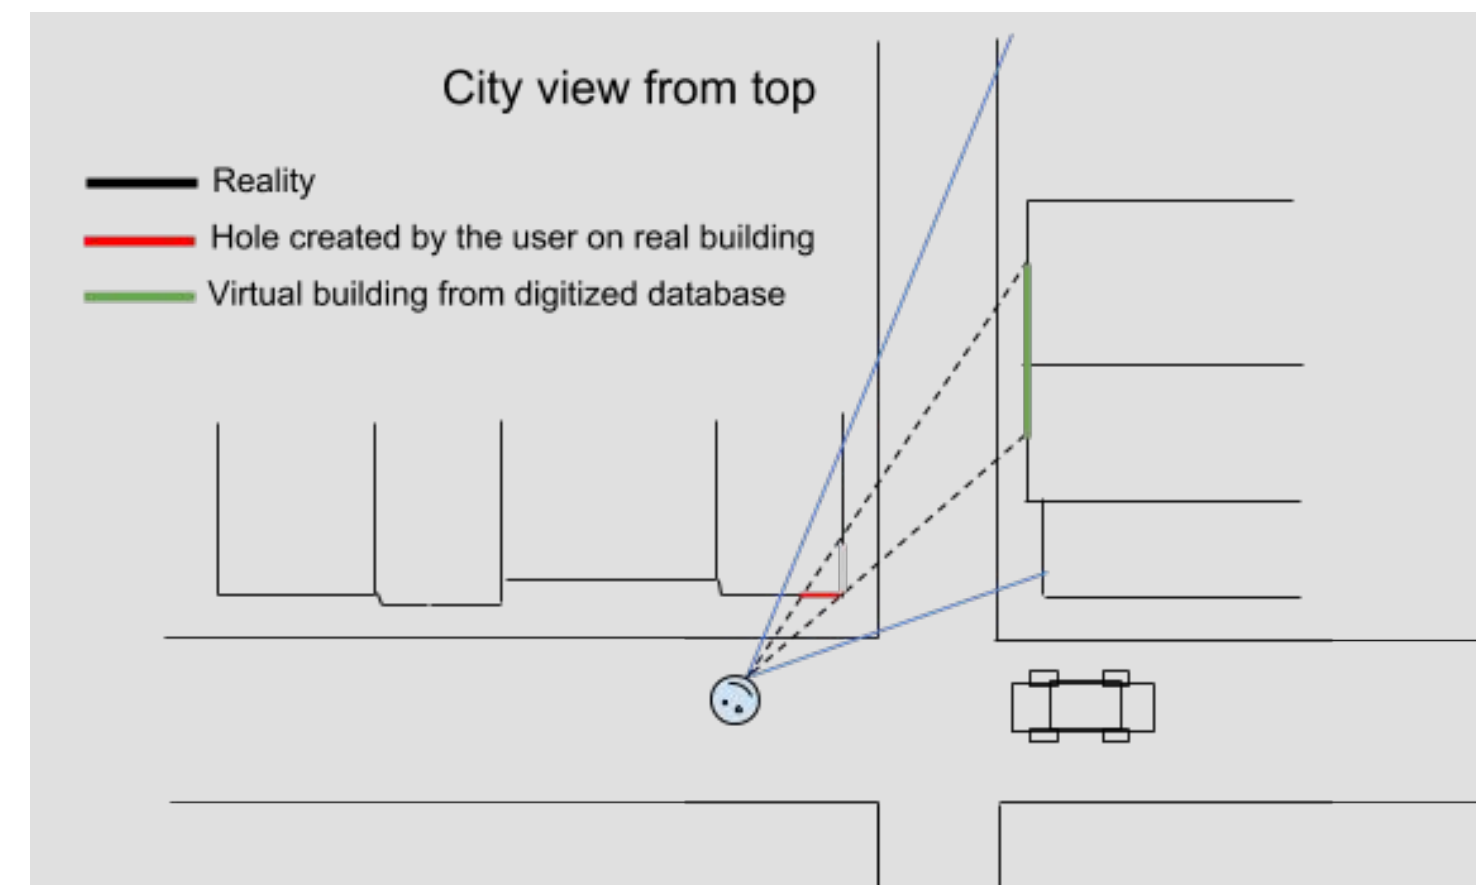 City view from top
Reality
Hole created by the user on real building
Virtual building from digitized database